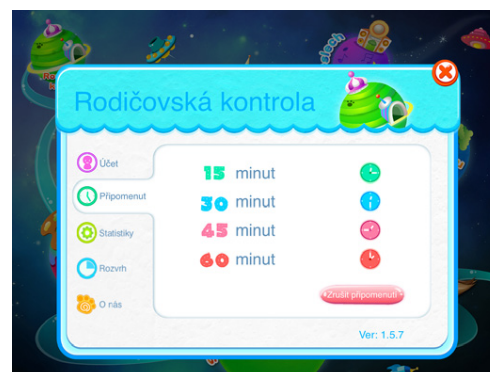 Rodičovská kontrola
Účet
Připomenut
Statistiky
Rozvrh
O nás
15 minut
30 minut
45 minut
60 minut
Zrušit připomenutí
Ver: 1.5.7